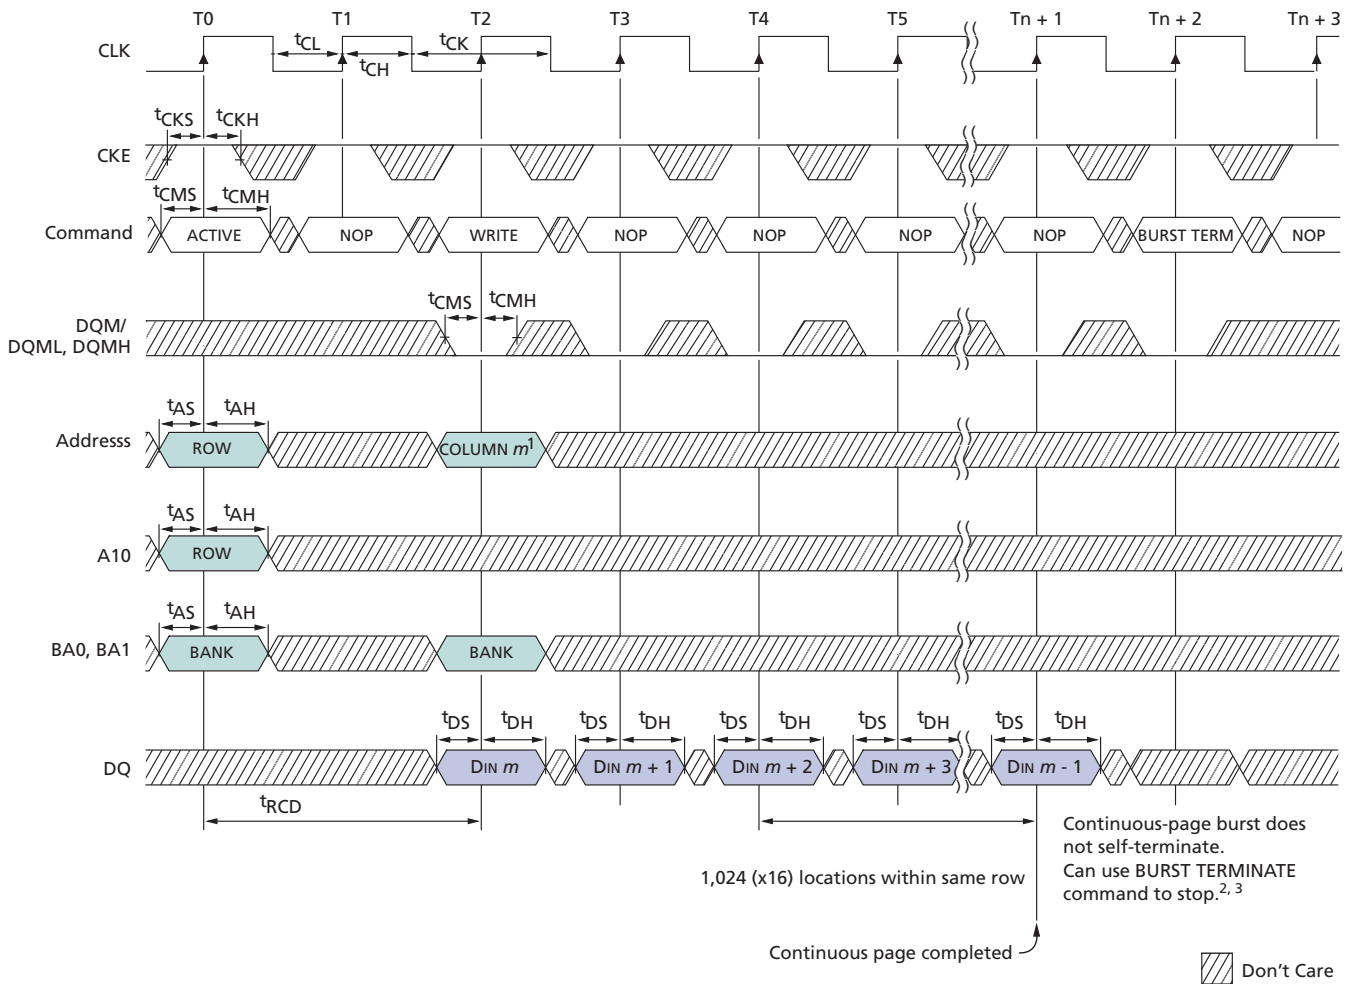 T0 T1 T2 T3 T4 T5 Tn + 1 Tn + 2 Tn + 3
CLK
tCL tCK
tCH
tCKS tCKH
CKE
tCMS tCMH
Command ACTIVE NOP WRITE NOP NOP NOP NOP BURST TERM NOP
tCMS tCMH
DQM/
DQML, DQMH
tAS tAH
Addresss ROW COLUMN m1
tAS tAH
A10 ROW
tAS tAH
BA0, BA1 BANK BANK
tDS tDH tDS tDH tDS tDH tDS tDH tDS tDH
DQ DIN m DIN m + 1 DIN m + 2 DIN m + 3 DIN m - 1
tRCD
Continuous-page burst does
not self-terminate.
Can use BURST TERMINATE
command to stop.2, 3
1,024 (x16) locations within same row
Continuous page completed
Don't Care